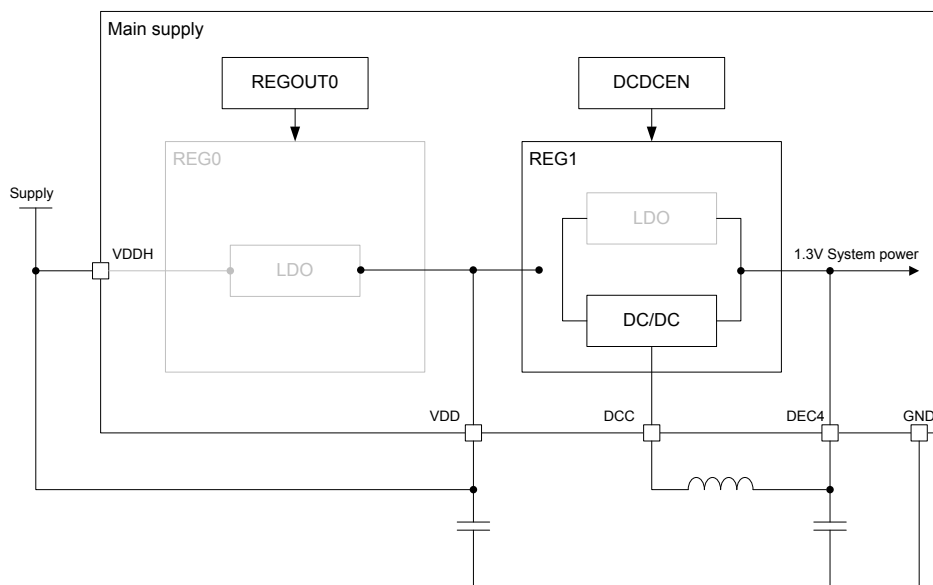 Main supply
REGOUT0
DCDCEN
REG0
REG1
Supply
LDO
VDDH
LDO
1.3V System power
DC/DC
VDD
DCC
DEC4
GND